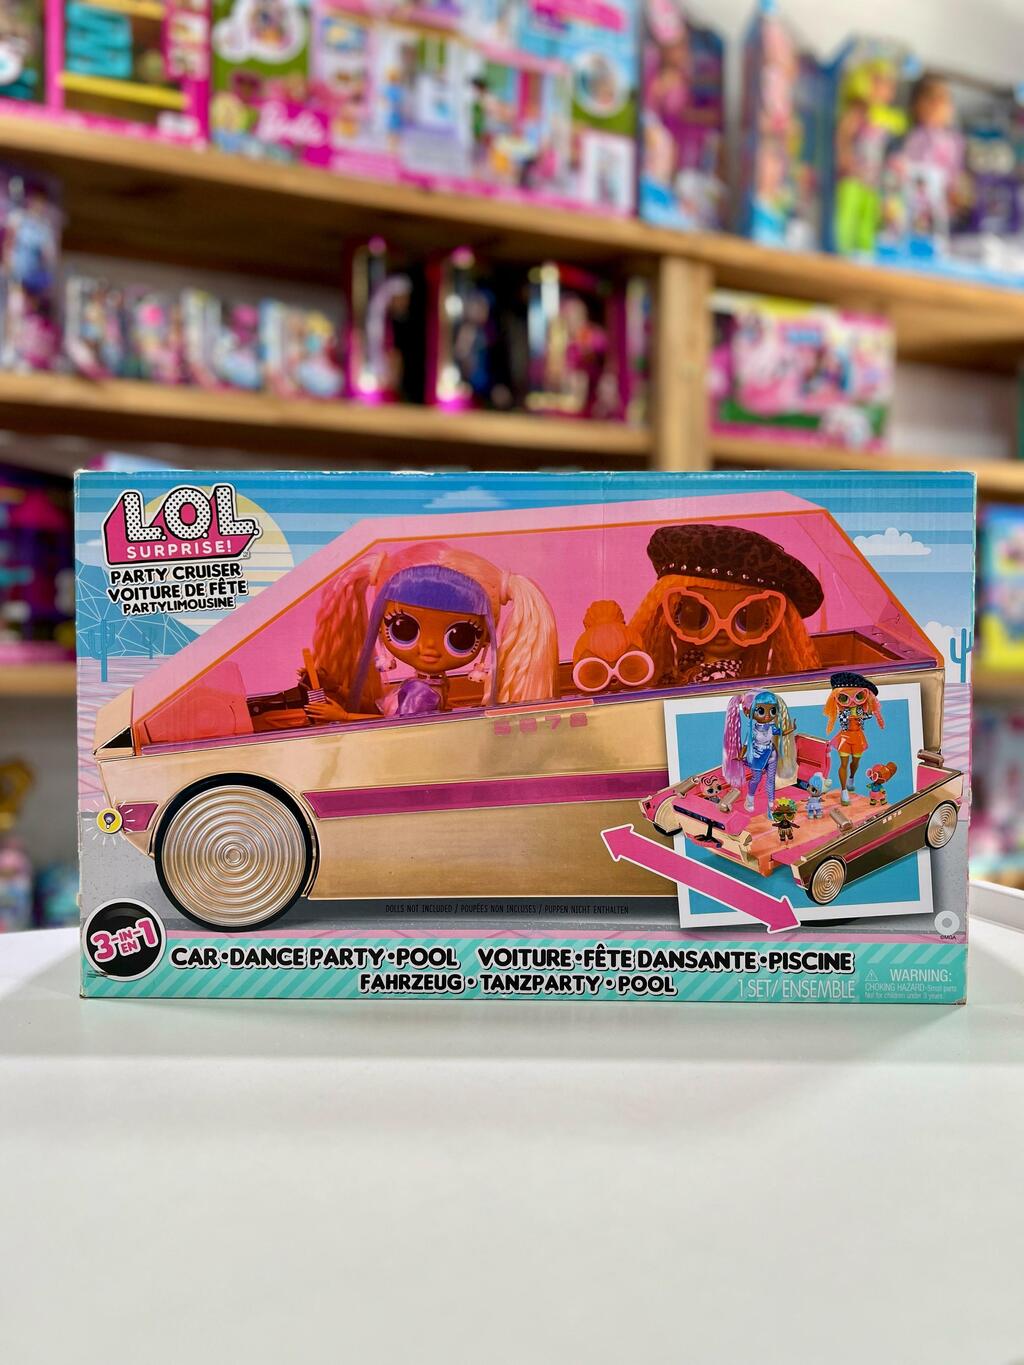 Barbie
L.O.L.
SURPRISE!
PARTY CRUISER
VOITURE DE FÊTE
PARTYLIMOUSINE
DOLLS NOT INCLUDED / POUPÉES NON INCLUSES / PUPPEN NICHT ENTHALTEN
©MGA
3-IN-1
EN
CAR•DANCE PARTY•POOL VOITURE•FÊTE DANSANTE•PISCINE
FAHRZEUG•TANZPARTY•POOL
1 SET/ ENSEMBLE
WARNING:
CHOKING HAZARD-Small parts
Not for children under 3 years.